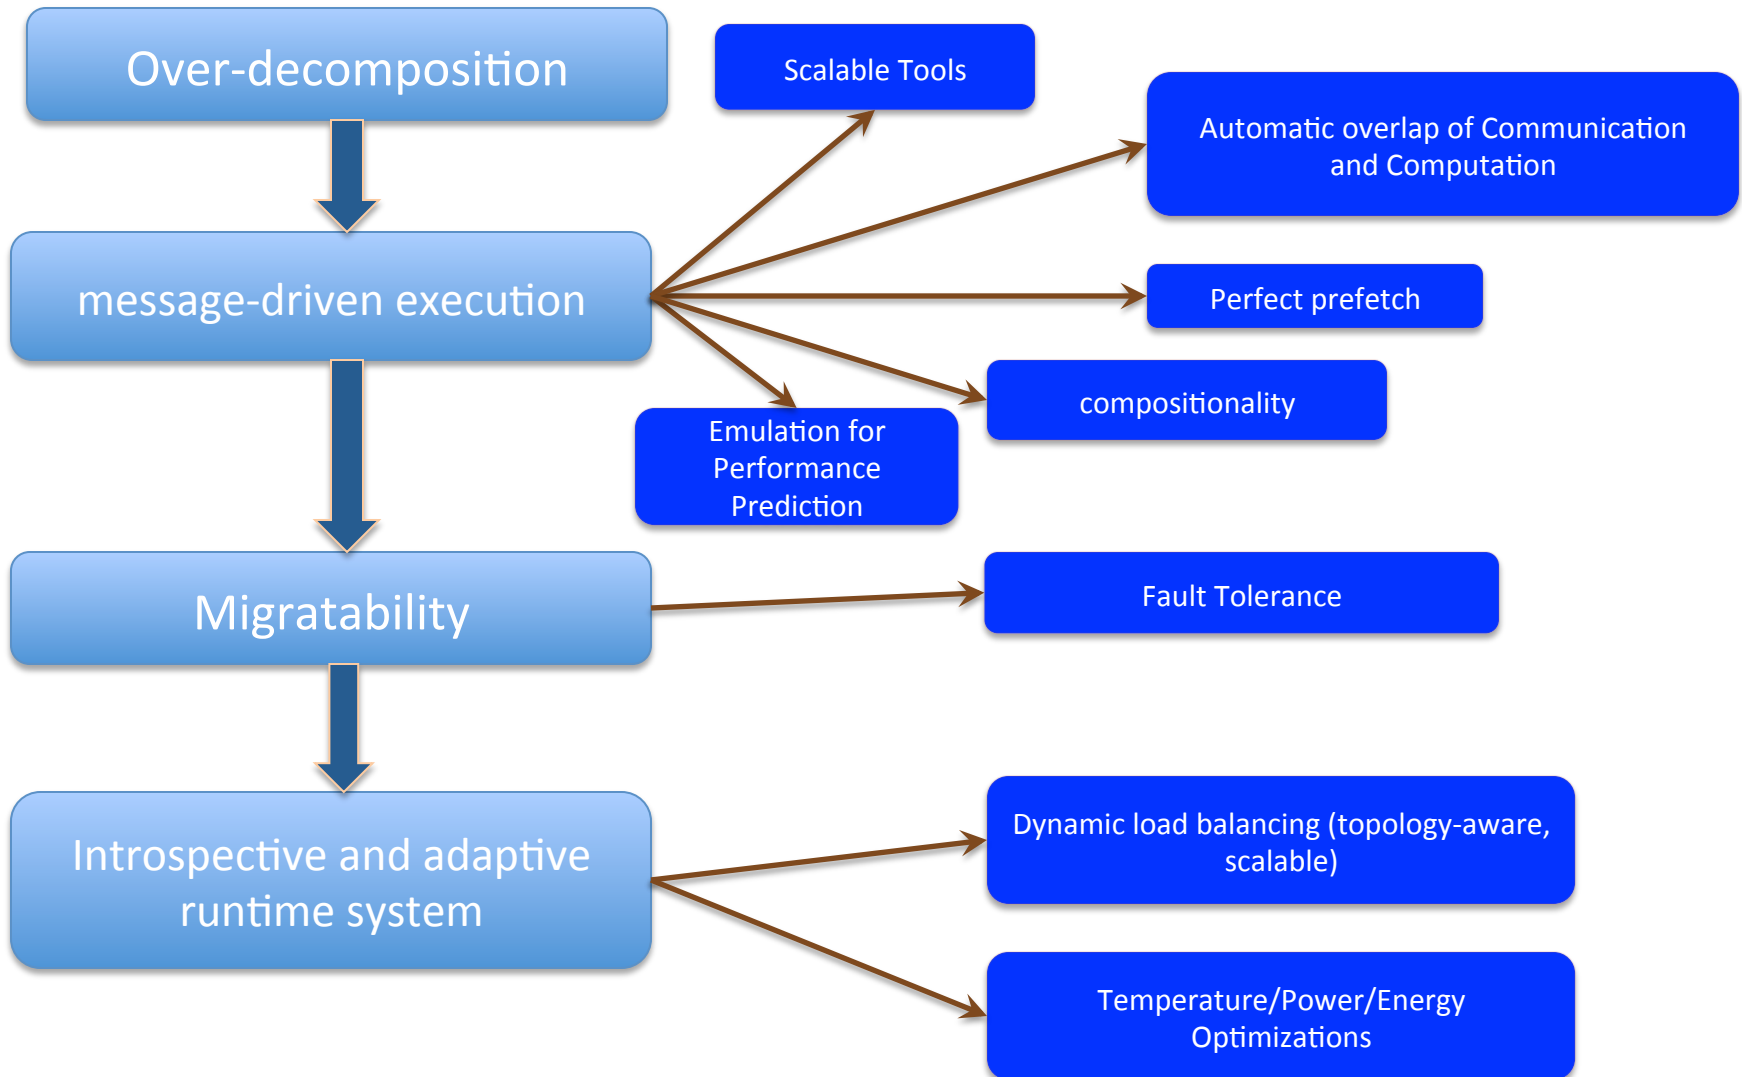 Over-decomposition
Scalable Tools
Automatic overlap of Communication
and Computation
message-driven execution
Perfect prefetch
compositionality
Emulation for
Performance
Prediction
Migratability
Fault Tolerance
Introspective and adaptive
runtime system
Dynamic load balancing (topology-aware,
scalable)
Temperature/Power/Energy
Optimizations